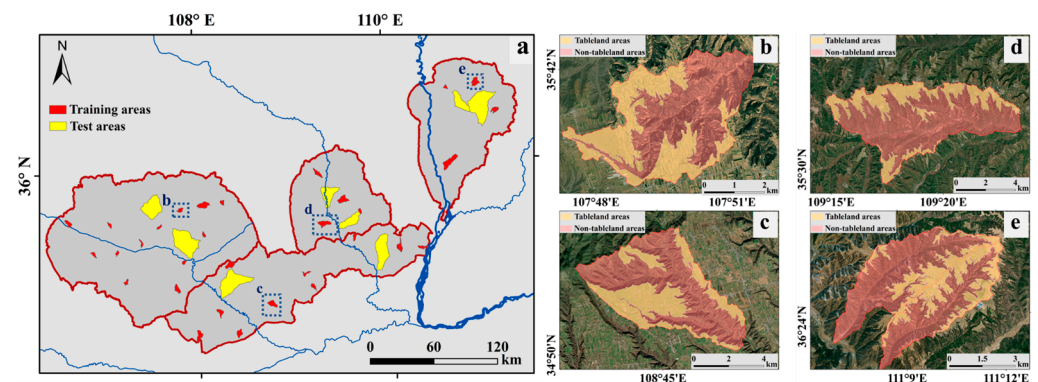 108° E
110° E
N
a
Training areas
Test areas
36° N
b
c
d
e
0
60
120
km
Tableland areas
Non-tableland areas
b
35°42'
107°48'E
107°51'E
0
1
2
km
Tableland areas
Non-tableland areas
d
35°30'
109°15'E
109°20'E
0
2
4
km
Tableland areas
Non-tableland areas
c
34°50'N
108°45'E
0
2
4
km
Tableland areas
Non-tableland areas
e
36°24'N
111°9'E
111°12'E
0
1.5
3
km